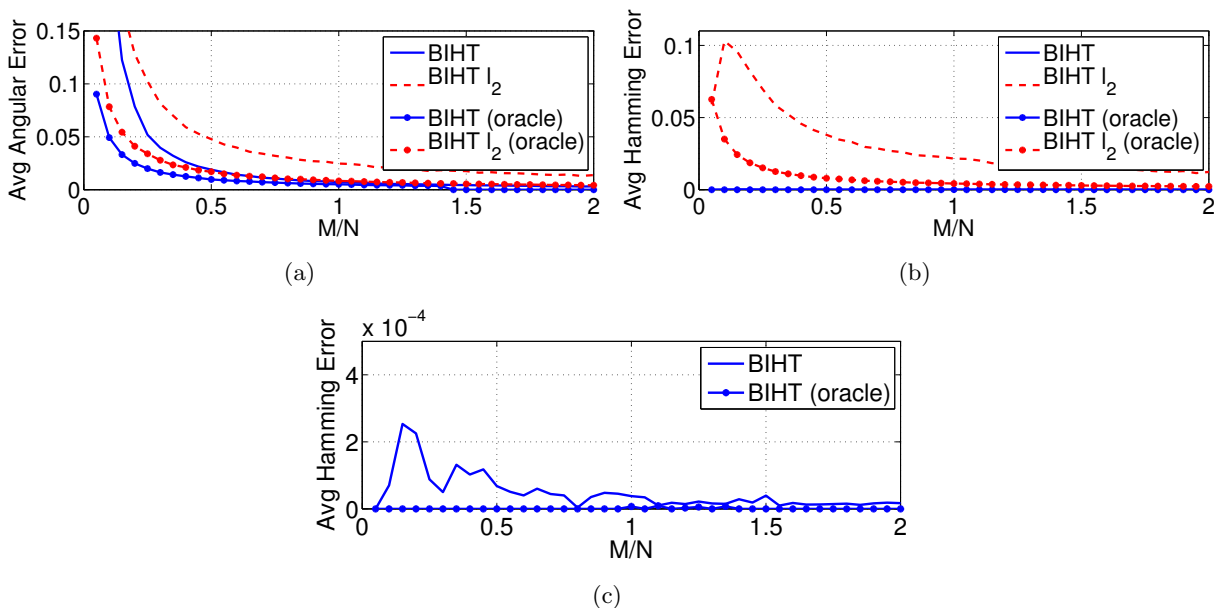 Avg Angular Error
0.15
0.1
0.05
0
0 0.5 1 1.5 2
M/N
BIHT
BIHT l2
BIHT (oracle)
BIHT l2 (oracle)
(a)
Avg Hamming Error
0.1
0.05
0
0 0.5 1 1.5 2
M/N
BIHT
BIHT l2
BIHT (oracle)
BIHT l2 (oracle)
(b)
x 10−4
Avg Hamming Error
4
2
0
0 0.5 1 1.5 2
M/N
BIHT
BIHT (oracle)
(c)